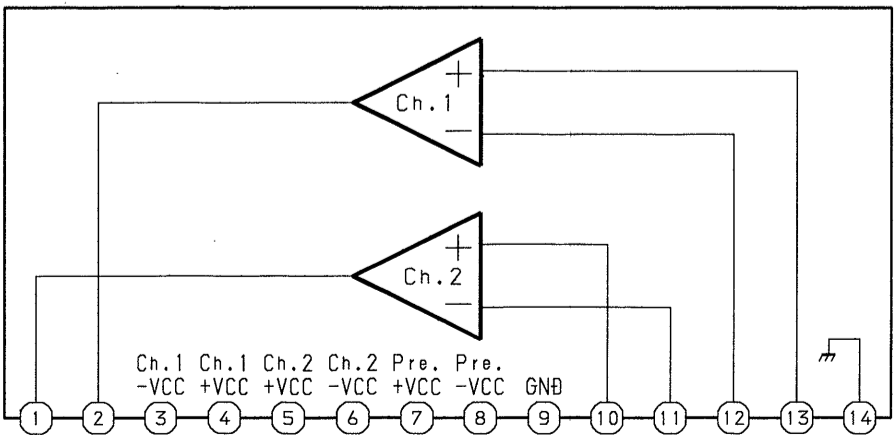 +
Ch.1
−
+
Ch.2
−
Ch.1 Ch.1 Ch.2 Ch.2 Pre. Pre.
-VCC +VCC +VCC -VCC +VCC -VCC GND
1 2 3 4 5 6 7 8 9 10 11 12 13 14